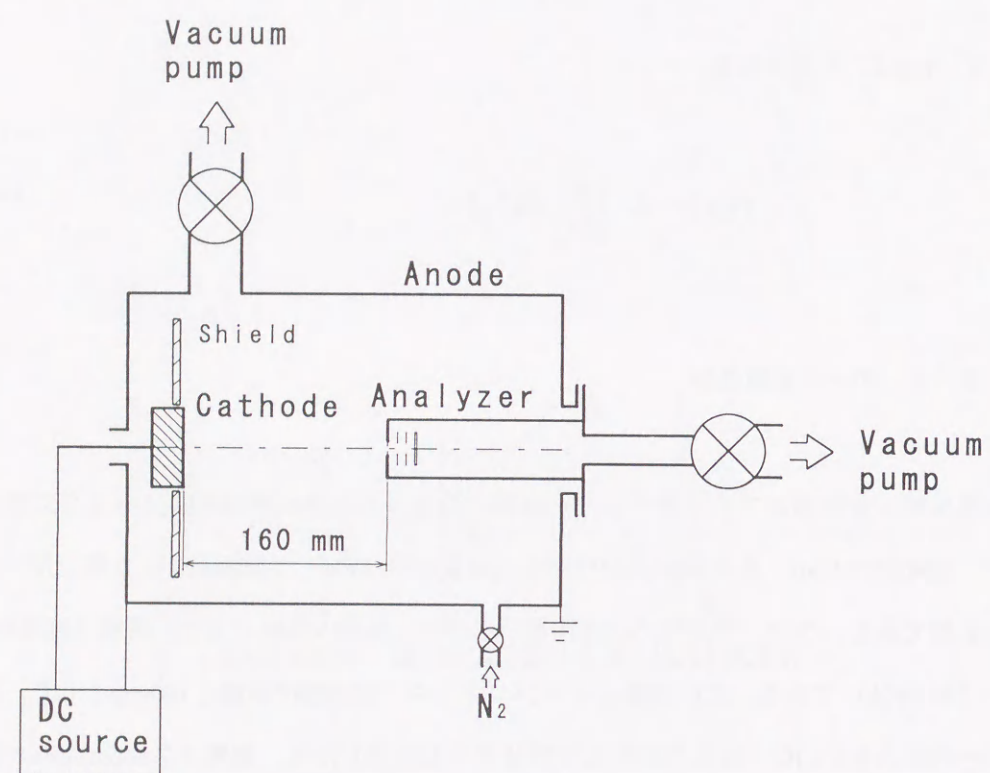 Vacuum
pump
Anode
Shield
Cathode
Analyzer
Vacuum
pump
160 mm
N₂
DC
source